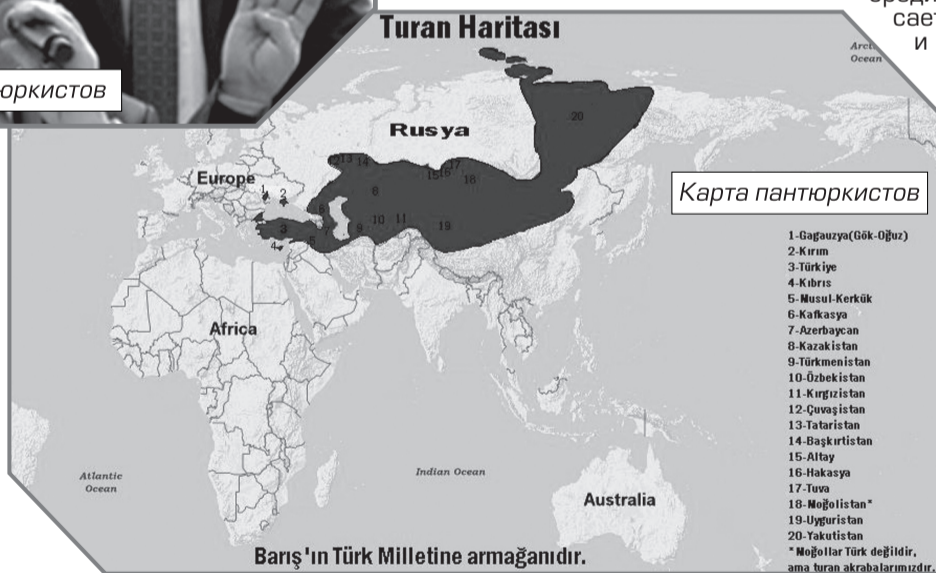 сает
и
юркистов
Turan Haritası
Arctic
Ocean
Rusya
20
12 13 14
15 16 17
18
Europe
1
2
8
Карта пантюркистов
6
3
7
9
10
11
19
4
5
1-Gagauzya(Gök-Oğuz)
2-Kırım
3-Türkiye
4-Kıbrıs
5-Musul-Kerkük
6-Kafkasya
7-Azerbaycan
8-Kazakistan
9-Türkmenistan
10-Özbekistan
11-Kırgızistan
12-Çuvaşistan
13-Tataristan
14-Başkırtistan
15-Altay
16-Hakasya
17-Tuva
18-Moğolistan*
19-Uyguristan
20-Yakutistan
*Moğollar Türk değildir,
ama turan akrabalarımızdır.
Africa
Atlantic
Ocean
Indian Ocean
Australia
Barış'ın Türk Milletine armağanıdır.